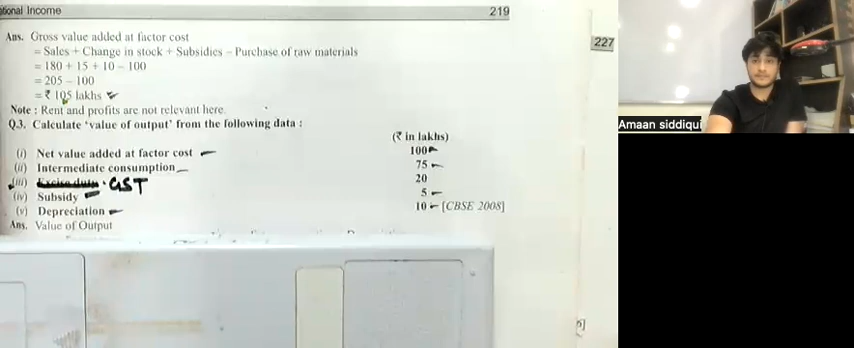 National Income 219
Ans. Gross value added at factor cost
= Sales + Change in stock + Subsidies – Purchase of raw materials
= 180 + 15 + 10 – 100
= 205 – 100
= ₹ 105 lakhs
Note : Rent and profits are not relevant here.
Q.3. Calculate 'value of output' from the following data :
(₹ in lakhs)
(i) Net value added at factor cost 100
(ii) Intermediate consumption 75
(iii) GST 20
(iv) Subsidy 5
(v) Depreciation 10 [CBSE 2008]
Ans. Value of Output
227
Amaan siddiqui